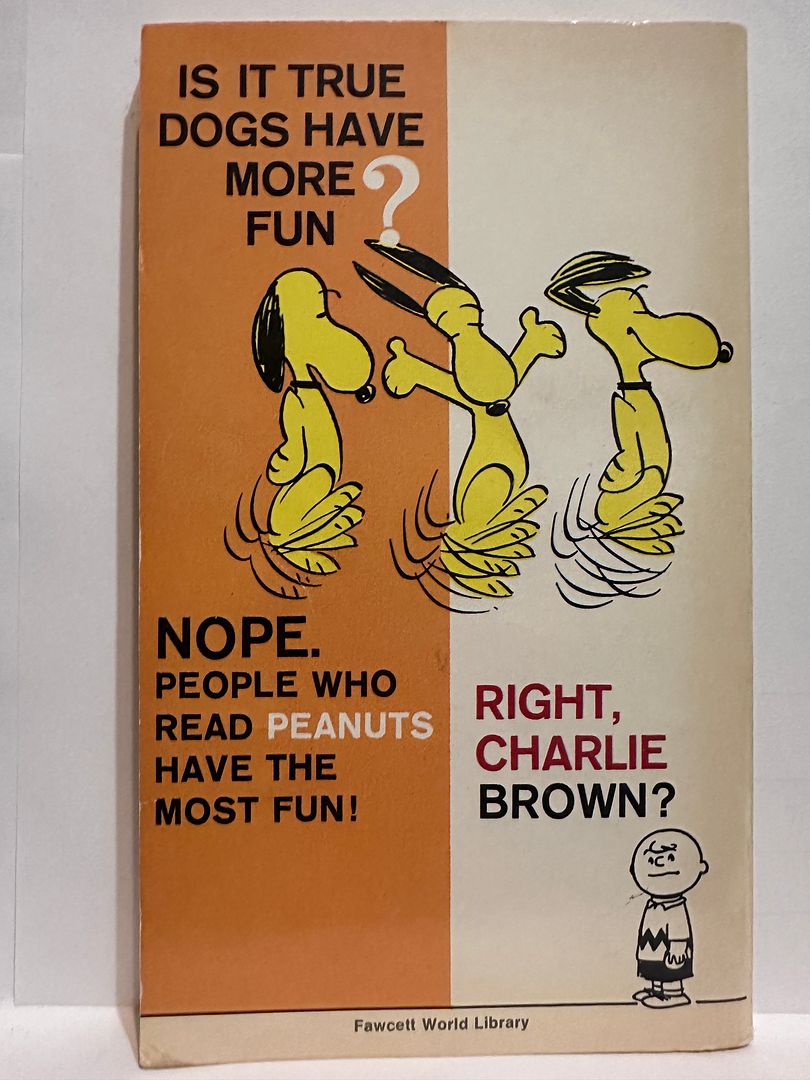 IS IT TRUE
DOGS HAVE
MORE ?
FUN
NOPE.
PEOPLE WHO
READ PEANUTS
HAVE THE
MOST FUN!
RIGHT,
CHARLIE
BROWN?
Fawcett World Library